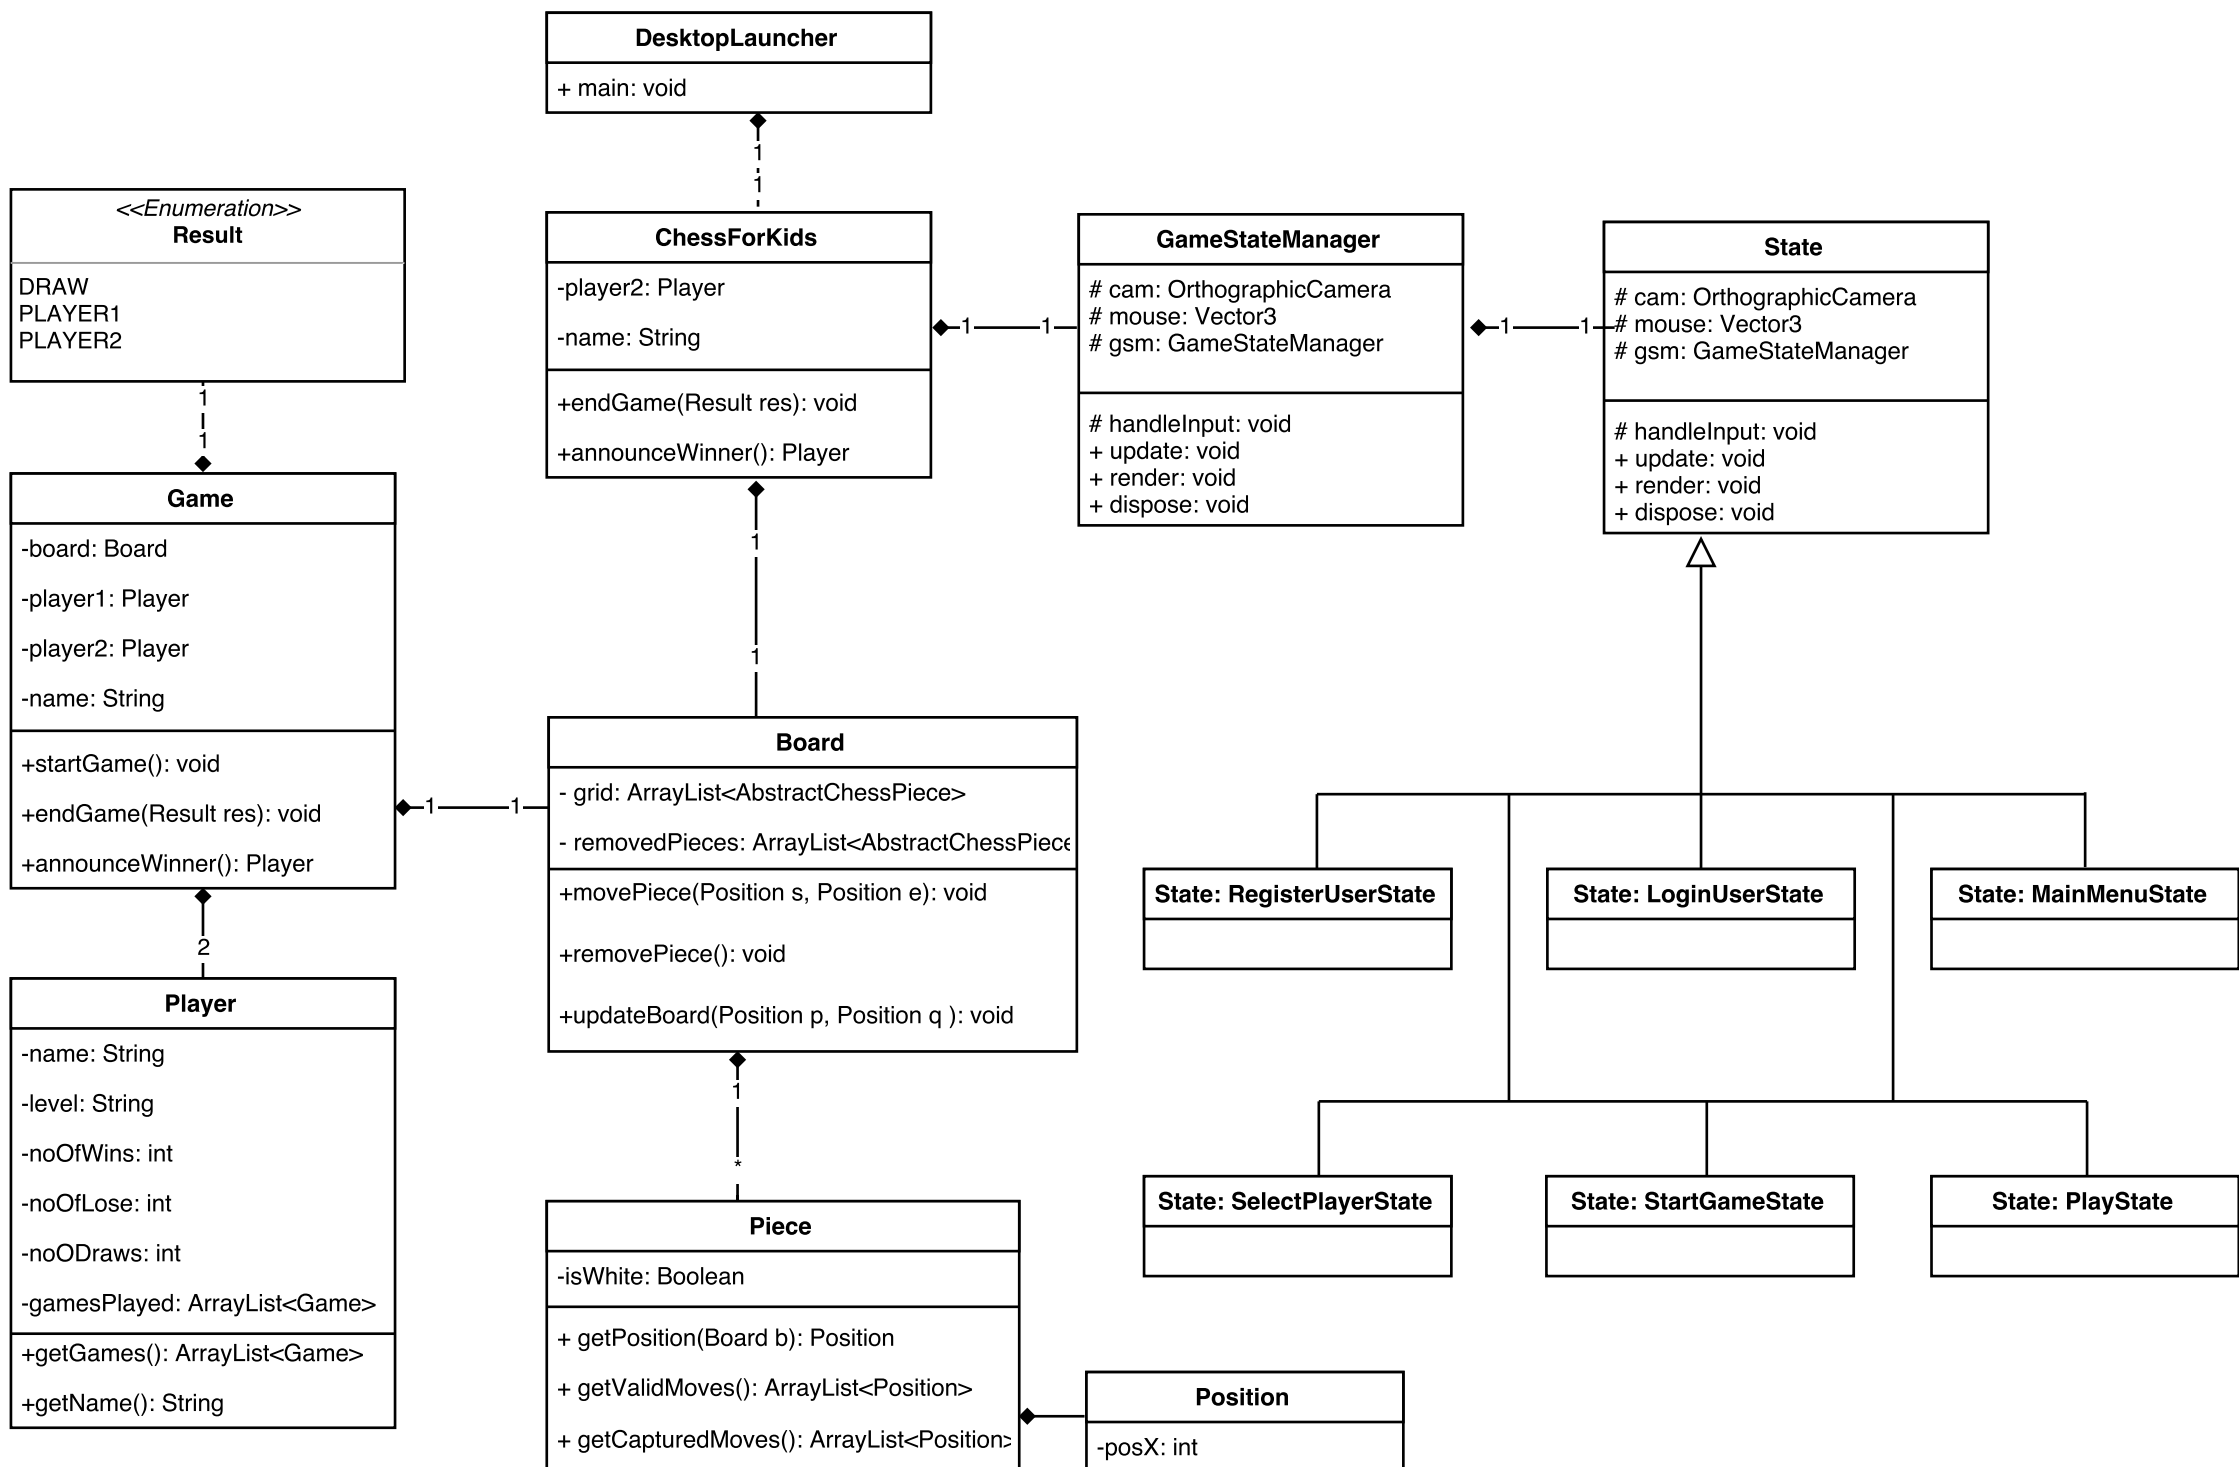 DesktopLauncher
+ main: void
1
1
<<Enumeration>>
Result
DRAW
PLAYER1
PLAYER2
1
1
ChessForKids
-player2: Player
-name: String
+endGame(Result res): void
+announceWinner(): Player
1
1
GameStateManager
# cam: OrthographicCamera
# mouse: Vector3
# gsm: GameStateManager
# handleInput: void
+ update: void
+ render: void
+ dispose: void
1
1
State
# cam: OrthographicCamera
# mouse: Vector3
# gsm: GameStateManager
# handleInput: void
+ update: void
+ render: void
+ dispose: void
Game
-board: Board
-player1: Player
-player2: Player
-name: String
+startGame(): void
+endGame(Result res): void
+announceWinner(): Player
1
1
1
1
Board
- grid: ArrayList<AbstractChessPiece>
- removedPieces: ArrayList<AbstractChessPiece
+movePiece(Position s, Position e): void
+removePiece(): void
+updateBoard(Position p, Position q ): void
State: RegisterUserState
State: LoginUserState
State: MainMenuState
2
Player
-name: String
-level: String
-noOfWins: int
-noOfLose: int
-noODraws: int
-gamesPlayed: ArrayList<Game>
+getGames(): ArrayList<Game>
+getName(): String
1
*
Piece
-isWhite: Boolean
+ getPosition(Board b): Position
+ getValidMoves(): ArrayList<Position>
+ getCapturedMoves(): ArrayList<Position>
State: SelectPlayerState
State: StartGameState
State: PlayState
Position
-posX: int